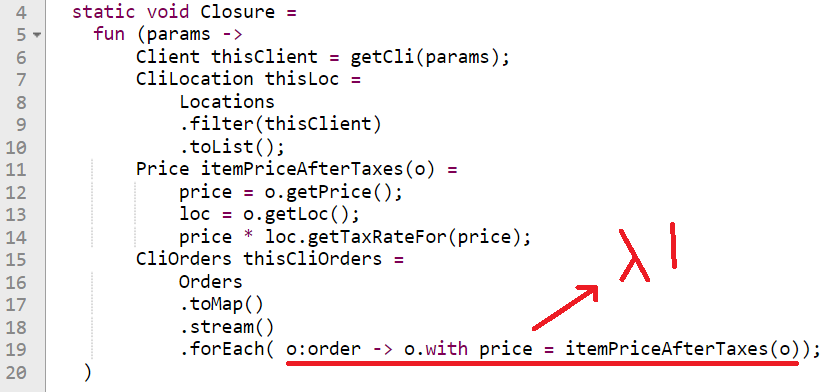 4 static void Closure =
5 fun (params ->
6 Client thisClient = getCli(params);
7 CliLocation thisLoc =
8 Locations
9 .filter(thisClient)
10 .toList();
11 Price itemPriceAfterTaxes(o) =
12 price = o.getPrice();
13 loc = o.getLoc();
14 price * loc.getTaxRateFor(price);
15 CliOrders thisCliOrders =
16 Orders
17 .toMap()
18 .stream()
19 .forEach( o:order -> o.with price = itemPriceAfterTaxes(o));
20 )
λ1